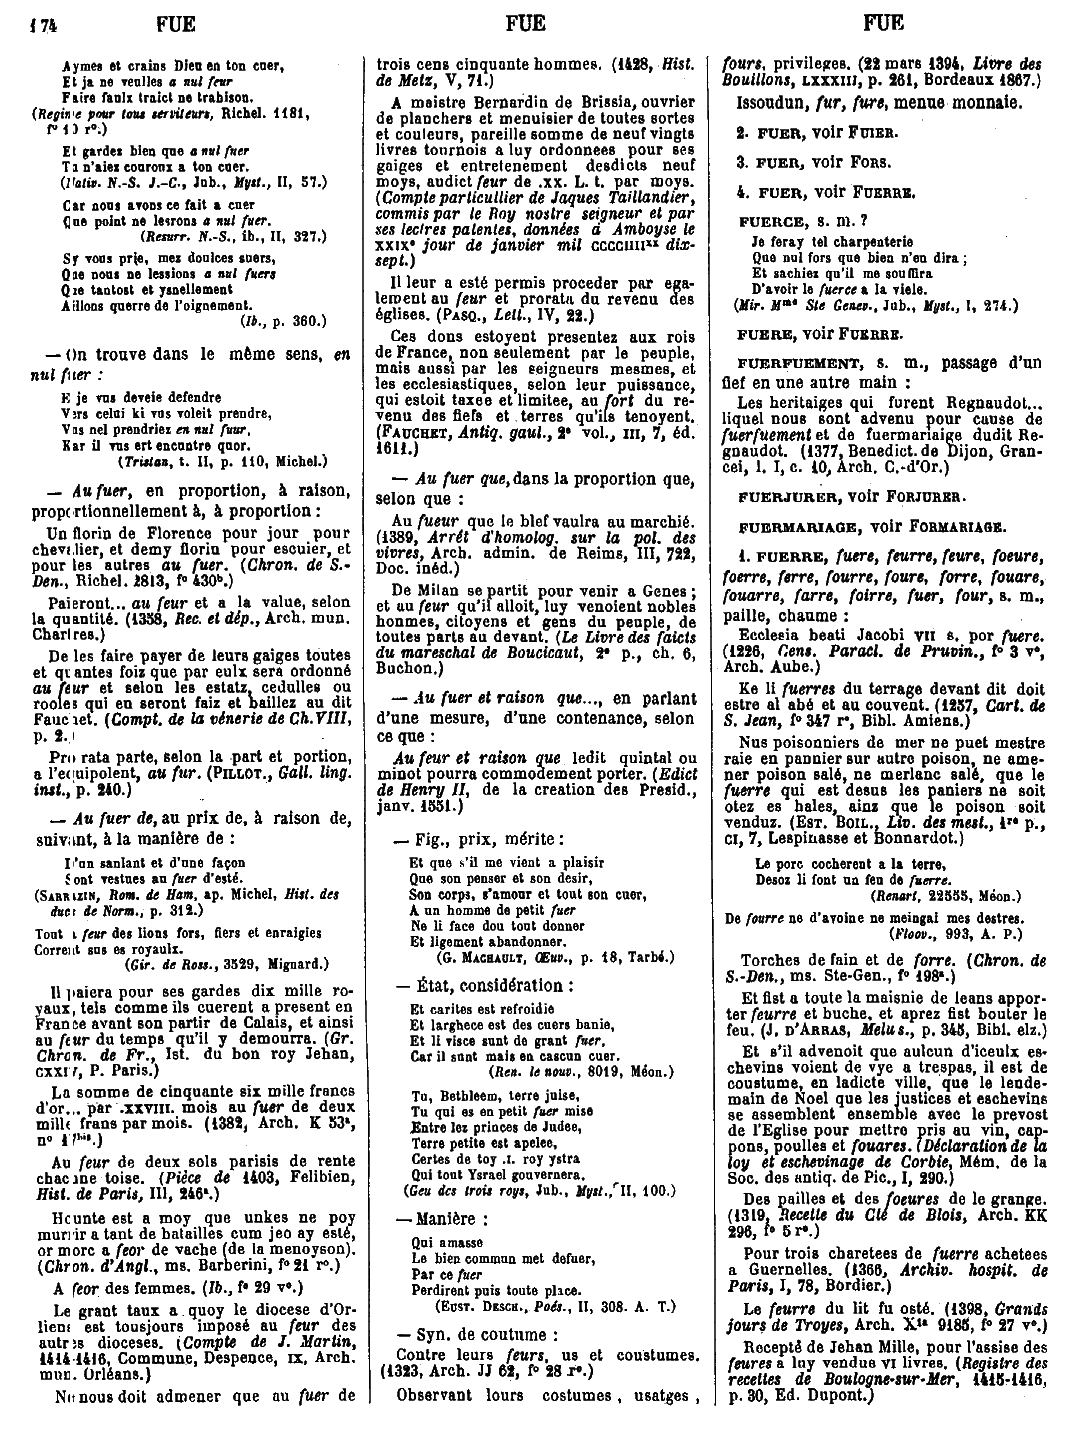 174 FUE FUE FUE
Aymes et crains Dieu en ton cuer,
Et ja ne veulles a nul feur
Faire faulx traict ne trahison.
(Regime pour tous serviteurs, Richel. 1181,
fº 10 rº.)
Et gardez bien que a nul fuer
Tu n'aiez couroux a ton cuer.
(Nativ. N.-S. J.-C., Jub., Myst., II, 57.)
Car nous avons ce fait a cuer
Que point ne lesrons a nul fuer.
(Resurr. N.-S., ib., II, 327.)
Sy vous prie, mes doulces suers,
Que nous ne lessions a nul fuers
Que tantost et ysnellement
Aillons querre de l'oignement.
(Ib., p. 360.)
— On trouve dans le même sens, en
nul fuer :
E je vus deveie defendre
Vers celui ki vus voleit prendre,
Vus nel prendriez en nul fuur,
Kar il vus ert encuntre quor.
(Tristan, t. II, p. 110, Michel.)
— Au fuer, en proportion, à raison,
proportionnellement à, à proportion :
Un florin de Florence pour jour pour
chevalier, et demy florin pour escuier, et
pour les autres au fuer. (Chron. de S.-
Den., Richel. 2813, fº 430ᵇ.)
Paieront... au feur et a la value, selon
la quantité. (1358, Rec. et dép., Arch. mun.
Chartres.)
De les faire payer de leurs gaiges toutes
et quantes foiz que par eulx sera ordonné
au feur et selon les estatz, cedulles ou
rooles qui en seront faiz et baillez au dit
Fauchet. (Compt. de la vénerie de Ch. VIII,
p. 2.)
Pro rata parte, selon la part et portion,
a l'equipolent, au fur. (PILLOT., Gall. ling.
inst., p. 240.)
— Au fuer de, au prix de, à raison de,
suivant, à la manière de :
D'un sanlant et d'une façon
Sont vestues au fuer d'esté.
(SARRAZIN, Rom. de Ham, ap. Michel, Hist. des
ducs de Norm., p. 312.)
Tout a feur des lions fors, fiers et enraigies
Correut sus es royaulx.
(Gir. de Ross., 3529, Mignard.)
Il paiera pour ses gardes dix mille ro-
yaux, tels comme ils cuerent a present en
France avant son partir de Calais, et ainsi
au feur du temps qu'il y demourra. (Gr.
Chron. de Fr., Ist. du bon roy Jehan,
CXXIV, P. Paris.)
La somme de cinquante six mille francs
d'or... par .XXVIII. mois au fuer de deux
mille frans par mois. (1382, Arch. K 53ᵃ,
nº 17ᵇⁱˢ.)
Au feur de deux sols parisis de rente
chacune toise. (Piéce de 1403, Felibien,
Hist. de Paris, III, 246ᵃ.)
Hounte est a moy que unkes ne poy
murrir a tant de batailles cum jeo ay esté,
or morc a feor de vache (de la menoyson).
(Chron. d'Angl., ms. Barberini, fº 21 rº.)
A feor des femmes. (Ib., fº 29 vº.)
Le grant taux a quoy le diocese d'Or-
liens est tousjours imposé au feur des
autres dioceses. (Compte de J. Martin,
1414-1416, Commune, Despence, IX, Arch.
mun. Orléans.)
Nu nous doit admener que au fuer de
trois cens cinquante hommes. (1428, Hist.
de Metz, V, 71.)
A maistre Bernardin de Brissia, ouvrier
de planchers et menuisier de toutes sortes
et couleurs, pareille somme de neuf vingts
livres tournois a luy ordonnees pour ses
gaiges et entretenement desdicts neuf
moys, audict feur de .XX. L. t. par moys.
(Compte particullier de Jaques Taillandier,
commis par le Roy nostre seigneur et par
ses lectres patentes, données à Amboyse le
XXIXᵉ jour de janvier mil CCCCIIIIˣˣ dix-
sept.)
Il leur a esté permis proceder par ega-
lement au feur et prorata du revenu des
églises. (PASQ., Lett., IV, 22.)
Ces dons estoyent presentez aux rois
de France, non seulement par le peuple,
mais aussi par les seigneurs mesmes, et
les ecclesiastiques, selon leur puissance,
qui estoit taxee et limitee, au fort du re-
venu des fiefs et terres qu'ils tenoyent.
(FAUCHET, Antiq. gaul., 2ᵉ vol., III, 7, éd.
1611.)
— Au fuer que, dans la proportion que,
selon que :
Au fueur que le blef vaulra au marchié.
(1389, Arrêt d'homolog. sur la pol. des
vivres, Arch. admin. de Reims, III, 722,
Doc. inéd.)
De Milan se partit pour venir a Genes ;
et au feur qu'il alloit, luy venoient nobles
honmes, citoyens et gens du peuple, de
toutes parts au devant. (Le Livre des faicts
du mareschal de Boucicaut, 2ᵉ p., ch. 6,
Buchon.)
— Au fuer et raison que..., en parlant
d'une mesure, d'une contenance, selon
ce que :
Au feur et raison que ledit quintal ou
minot pourra commodement porter. (Edict
de Henry II, de la creation des Presid.,
janv. 1551.)
— Fig., prix, mérite :
Et que s'il me vient a plaisir
Que son penser et son desir,
Son corps, s'amour et tout son cuer,
A un homme de petit fuer
Ne li face dou tout donner
Et ligement abandonner.
(G. MACHAULT, Œuv., p. 18, Tarbé.)
— État, considération :
Et carites est refroidie
Et larghece est des cuers banie,
Et li visce sunt de grant fuer,
Car il sunt mais en cascun cuer.
(Ren. le nouv., 8019, Méon.)
Tu, Bethleem, terre juise,
Tu qui es en petit fuer mise
Entre lez princes de Judee,
Terre petite est apelee,
Certes de toy .I. roy ystra
Qui tout Ysrael gouvernera.
(Geu des trois roys, Jub., Myst., II, 100.)
— Manière :
Qui amasse
Le bien commun met defuer,
Par ce fuer
Perdirent puis toute place.
(EUST. DESCH., Poés., II, 308. A. T.)
— Syn. de coutume :
Contre leurs feurs, us et coustumes.
(1323, Arch. JJ 62, fº 28 rº.)
Observant lours costumes, usatges,
fours, privileges. (22 mars 1394, Livre des
Bouillons, LXXXIII, p. 261, Bordeaux 1867.)
Issoudun, fur, fure, menue monnaie.
2. FUER, voir FUIER.
3. FUER, voir FORS.
4. FUER, voir FUERRE.
FUERCE, s. m. ?
Je feray tel charpenterie
Que nul fors que bien n'en dira ;
Et sachiez qu'il me souffira
D'avoir le fuerce a la viele.
(Mir. Mᵐᵉ Ste Genev., Jub., Myst., I, 274.)
FUERE, voir FUERRE.
FUERFUEMENT, s. m., passage d'un
fief en une autre main :
Les heritaiges qui furent Regnaudot...
liquel nous sont advenu pour cause de
fuerfuement et de fuermariaige dudit Re-
gnaudot. (1377, Benedict. de Dijon, Gran-
cei, l. I, c. 10, Arch. C.-d'Or.)
FUERJURER, voir FORJURER.
FUERMARIAGE, voir FORMARIAGE.
1. FUERRE, fuere, feurre, feure, foeure,
foerre, ferre, fourre, foure, forre, fouare,
fouarre, farre, foirre, fuer, four, s. m.,
paille, chaume :
Ecclesia beati Jacobi VII s. por fuere.
(1226, Cens. Paracl. de Pruvin., fº 3 vº,
Arch. Aube.)
Ke li fuerres du terrage devant dit doit
estre al abé et au couvent. (1257, Cart. de
S. Jean, fº 347 rº, Bibl. Amiens.)
Nus poisonniers de mer ne puet mestre
raie en pannier sur autro poison, ne ame-
ner poison salé, ne merlanc salé, que le
fuerre qui est desus les paniers ne soit
otez es hales, ainz que le poison soit
venduz. (EST. BOIL., Liv. des mest., 1ʳᵉ p.,
CI, 7, Lespinasse et Bonnardot.)
Le porc cocherent a la terre,
Desoz li font un feu de fuerre.
(Renart, 22555, Méon.)
De fourre ne d'avoine ne meingai mes destres.
(Floov., 993, A. P.)
Torches de fain et de forre. (Chron. de
S.-Den., ms. Ste-Gen., fº 198ᵃ.)
Et fist a toute la maisnie de leans appor-
ter feurre et buche, et aprez fist bouter le
feu. (J. D'ARRAS, Melus., p. 345, Bibl. elz.)
Et s'il advenoit que aulcun d'iceulx es-
chevins voient de vye a trespas, il est de
coustume, en ladicte ville, que le lende-
main de Noel que les justices et eschevins
se assemblent ensemble avec le prevost
de l'Eglise pour mettro pris au vin, cap-
pons, poulles et fouares. (Déclaration de la
loy et eschevinage de Corbie, Mém. de la
Soc. des antiq. de Pic., I, 290.)
Des pailles et des foeures de le grange.
(1319, Recette du Cté de Blois, Arch. KK
296, fº 5 rº.)
Pour trois charetees de fuerre achetees
a Guernelles. (1366, Archiv. hospit. de
Paris, I, 78, Bordier.)
Le feurre du lit fu osté. (1398, Grands
jours de Troyes, Arch. X¹ᵃ 9185, fº 27 vº.)
Recepté de Jehan Mille, pour l'assise des
feures a luy vendus VI livres. (Registre des
recettes de Boulogne-sur-Mer, 1415-1416,
p. 30, Ed. Dupont.)